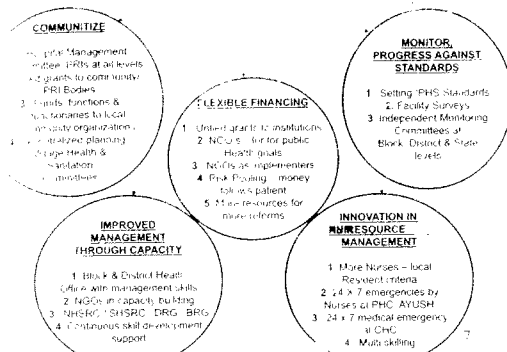 COMMUNITIZE
Management
PRIs at all levels
grants to community/
PRI Bodies
3 Funds, functions &
to local
organization
planning
Health &
Sanitation
MONITOR,
PROGRESS AGAINST
STANDARDS
1 Setting IPHS Standards
2. Facility Surveys
3 Independent Monitoring
Committees at
Block, District & State
levels
FLEXIBLE FINANCING
1 Untied grants to institutions
2 NGOs for public
Health goals
3 NGOs as implementers
4 Risk Pooling – money
follows patient
5 More resources for
more reforms
IMPROVED
MANAGEMENT
THROUGH CAPACITY
1 Block & District Health
Office with management skills
2 NGOs in capacity building
3 NHSRC SHSRC DRG BRG
4 Continuous skill development
support
INNOVATION IN
RESOURCE
MANAGEMENT
1 More Nurses – local
Resident criteria
2 24 X 7 emergencies by
Nurses at PHC AYUSH
3 24 x 7 medical emergency
at CHC
4 Multi skilling
7